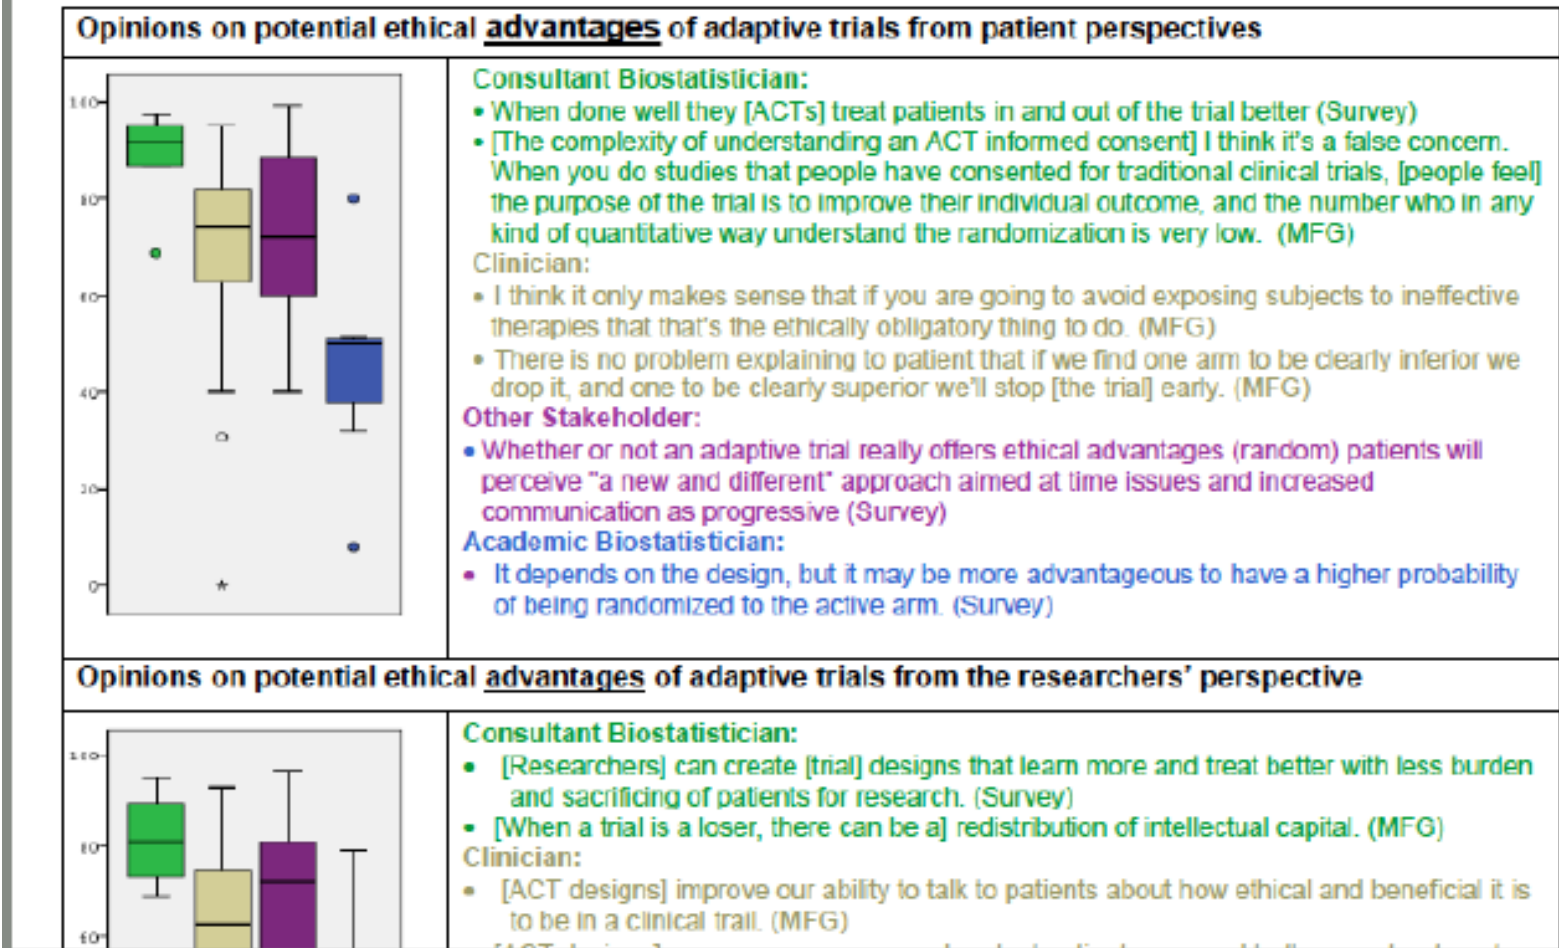 Opinions on potential ethical advantages of adaptive trials from patient perspectives
100
80
60
40
20
0
Consultant Biostatistician:
• When done well they [ACTs] treat patients in and out of the trial better (Survey)
• [The complexity of understanding an ACT informed consent] I think it's a false concern.
When you do studies that people have consented for traditional clinical trials, [people feel]
the purpose of the trial is to improve their individual outcome, and the number who in any
kind of quantitative way understand the randomization is very low. (MFG)
Clinician:
• I think it only makes sense that if you are going to avoid exposing subjects to ineffective
therapies that that's the ethically obligatory thing to do. (MFG)
• There is no problem explaining to patient that if we find one arm to be clearly inferior we
drop it, and one to be clearly superior we'll stop [the trial] early. (MFG)
Other Stakeholder:
• Whether or not an adaptive trial really offers ethical advantages (random) patients will
perceive "a new and different" approach aimed at time issues and increased
communication as progressive (Survey)
Academic Biostatistician:
• It depends on the design, but it may be more advantageous to have a higher probability
of being randomized to the active arm. (Survey)
Opinions on potential ethical advantages of adaptive trials from the researchers' perspective
100
80
60
Consultant Biostatistician:
• [Researchers] can create [trial] designs that learn more and treat better with less burden
and sacrificing of patients for research. (Survey)
• [When a trial is a loser, there can be a] redistribution of intellectual capital. (MFG)
Clinician:
• [ACT designs] improve our ability to talk to patients about how ethical and beneficial it is
to be in a clinical trail. (MFG)